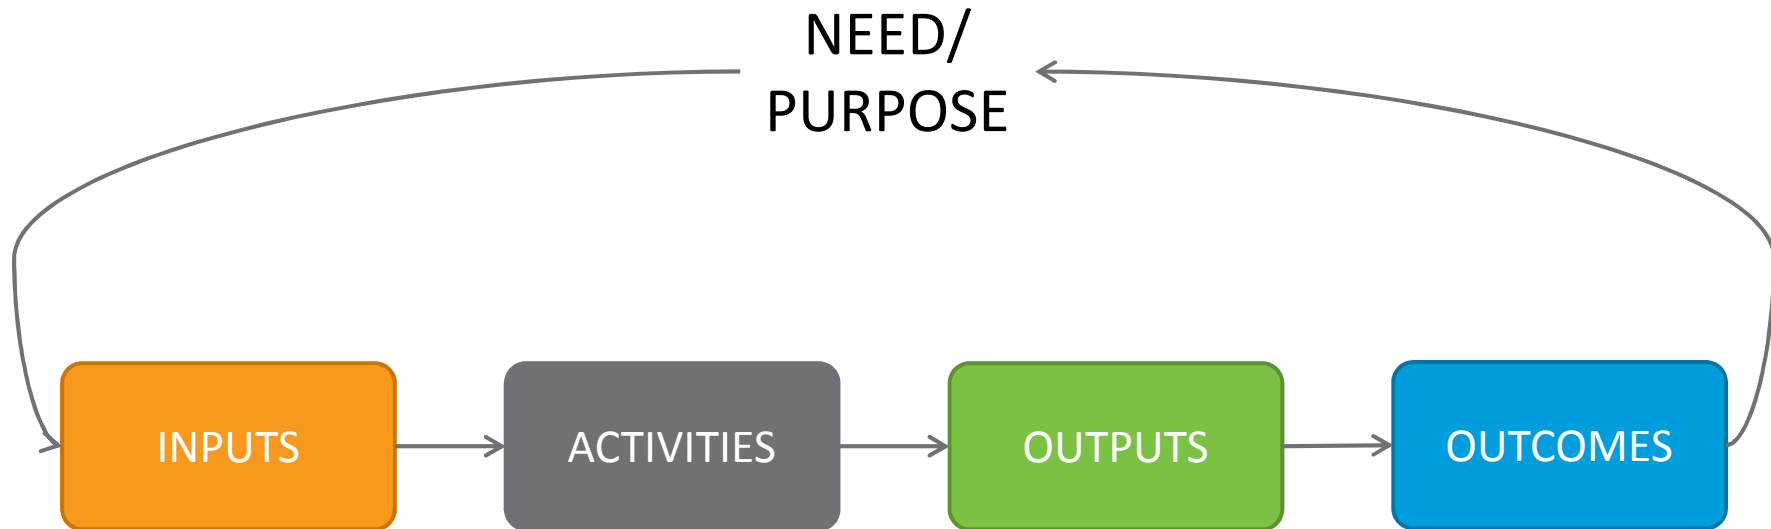 NEED/
PURPOSE
INPUTS
ACTIVITIES
OUTPUTS
OUTCOMES